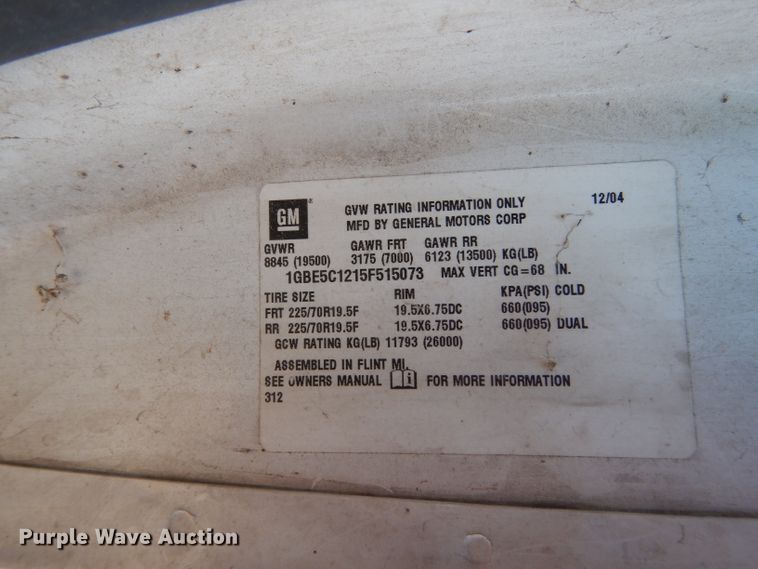 GM
GVW RATING INFORMATION ONLY 12/04
MFD BY GENERAL MOTORS CORP
GVWR GAWR FRT GAWR RR
8845 (19500) 3175 (7000) 6123 (13500) KG(LB)
1GBE5C1215F515073 MAX VERT CG=68 IN.
TIRE SIZE RIM KPA(PSI) COLD
FRT 225/70R19.5F 19.5X6.75DC 660(095)
RR 225/70R19.5F 19.5X6.75DC 660(095) DUAL
GCW RATING KG(LB) 11793 (26000)
ASSEMBLED IN FLINT MI.
SEE OWNERS MANUAL FOR MORE INFORMATION
312
Purple Wave Auction